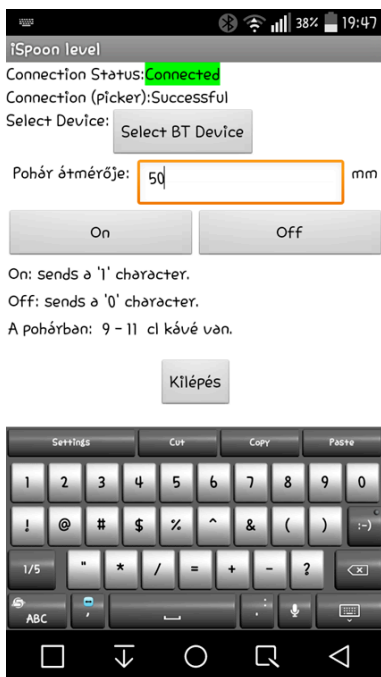 38% 19:47
iSpoon level
Connection Status:Connected
Connection (Picker):Successful
Select Device: Select BT Device
Pohár átmérője: 50 mm
On Off
On: sends a '1' character.
Off: sends a '0' character.
A pohárban: 9 - 11 cl kávé van.
Kilépés
Settings Cut Copy Paste
1 2 3 4 5 6 7 8 9 0
! @ # $ % ^ & ( ) :-)
1/5 " * / = + - ? 
ABC , .